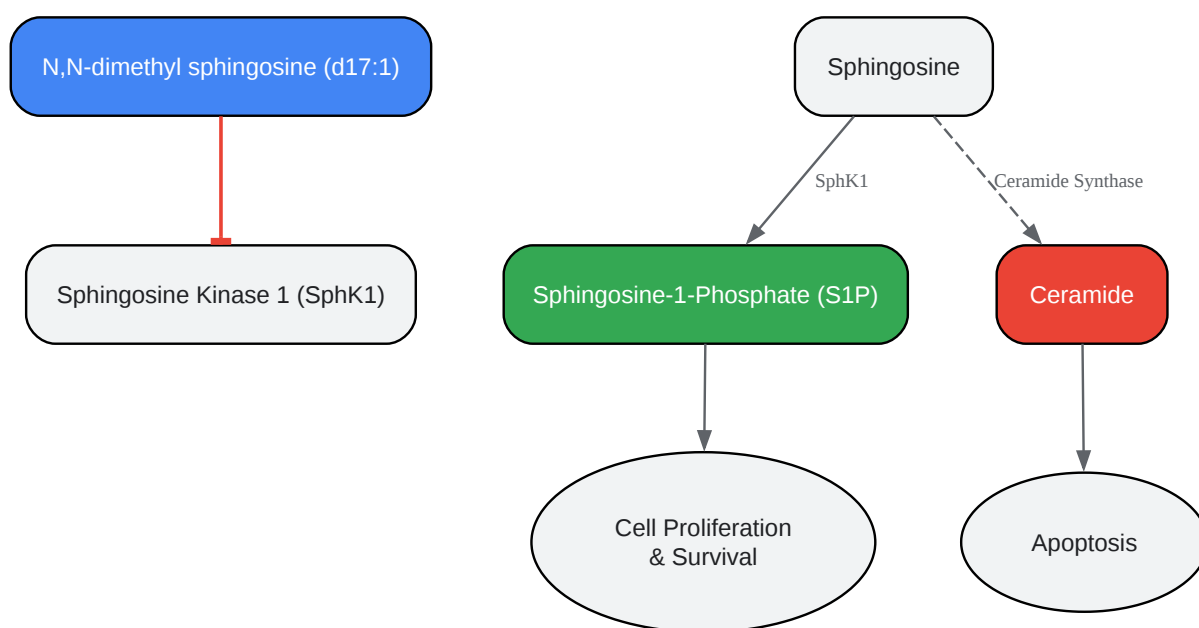 N,N-dimethyl sphingosine (d17:1)
Sphingosine
SphK1
Ceramide Synthase
Sphingosine Kinase 1 (SphK1)
Sphingosine-1-Phosphate (S1P)
Ceramide
Cell Proliferation
& Survival
Apoptosis